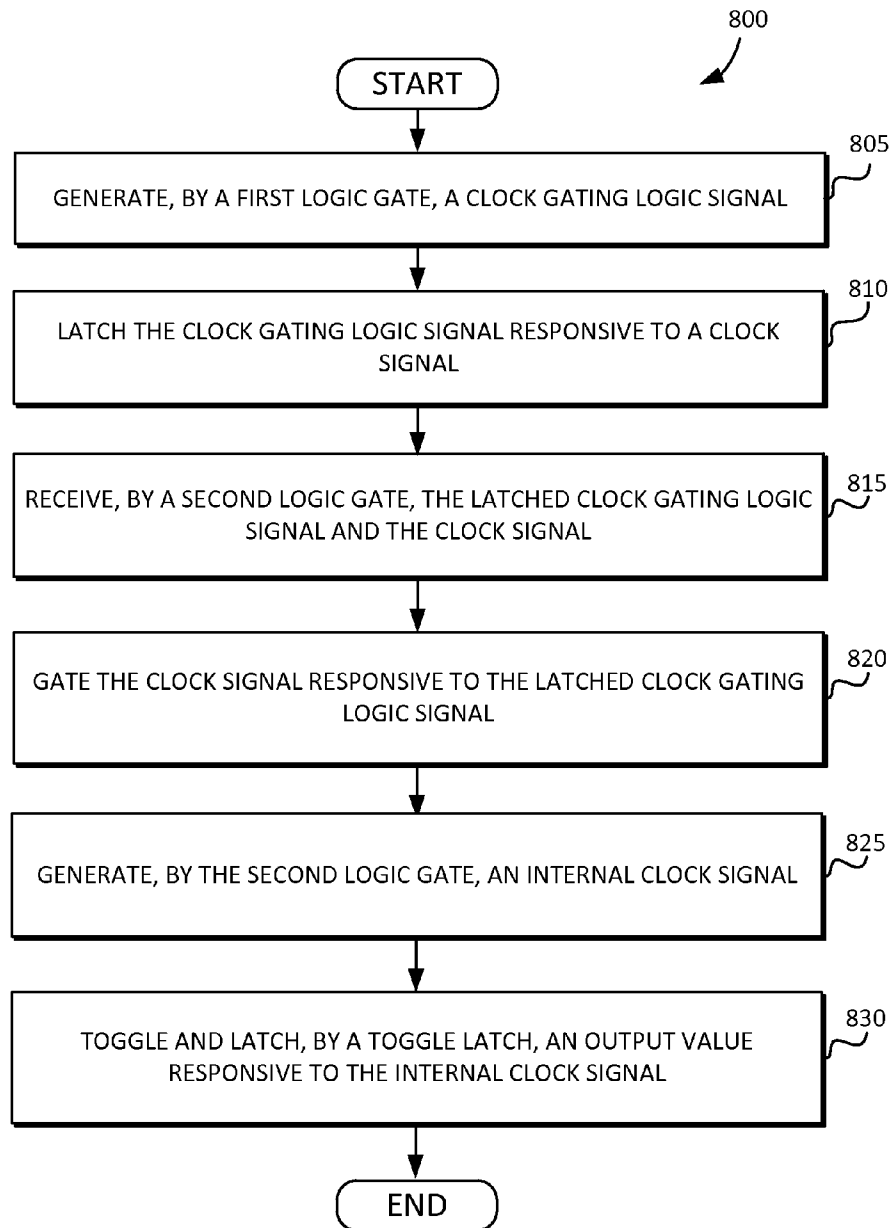 800
START
805
GENERATE, BY A FIRST LOGIC GATE, A CLOCK GATING LOGIC SIGNAL
810
LATCH THE CLOCK GATING LOGIC SIGNAL RESPONSIVE TO A CLOCK
SIGNAL
815
RECEIVE, BY A SECOND LOGIC GATE, THE LATCHED CLOCK GATING LOGIC
SIGNAL AND THE CLOCK SIGNAL
820
GATE THE CLOCK SIGNAL RESPONSIVE TO THE LATCHED CLOCK GATING
LOGIC SIGNAL
825
GENERATE, BY THE SECOND LOGIC GATE, AN INTERNAL CLOCK SIGNAL
830
TOGGLE AND LATCH, BY A TOGGLE LATCH, AN OUTPUT VALUE
RESPONSIVE TO THE INTERNAL CLOCK SIGNAL
END